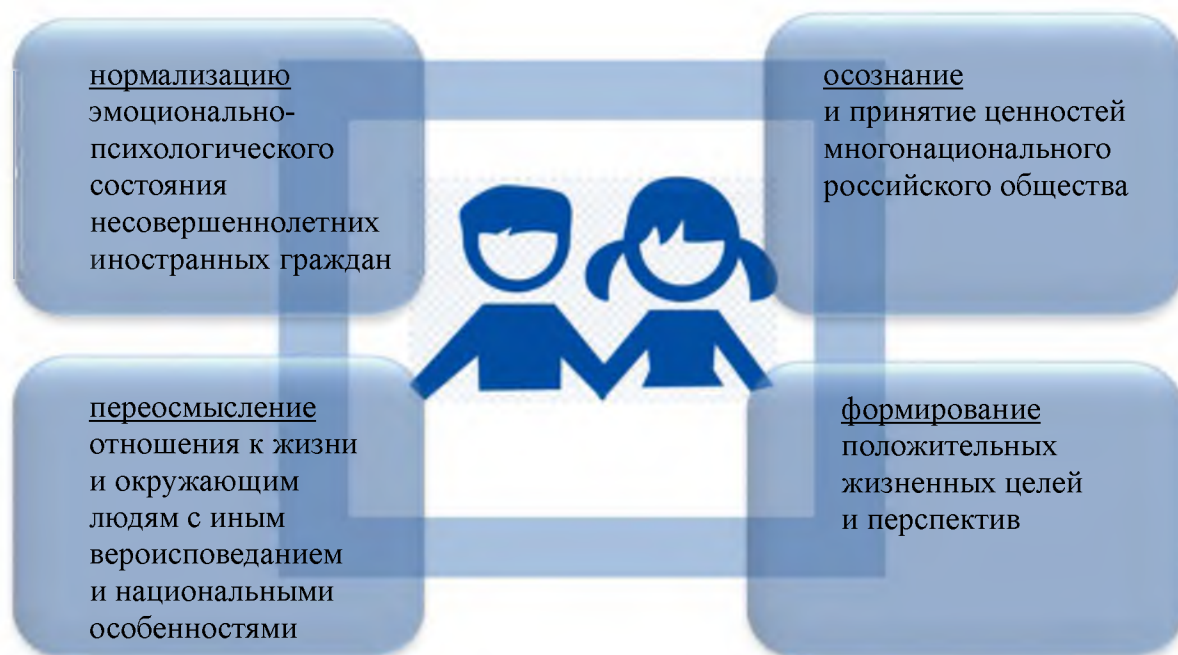 нормализацию
эмоционально-
психологического
состояния
несовершеннолетних
иностранных граждан
осознание
и принятие ценностей
многонационального
российского общества
переосмысление
отношения к жизни
и окружающим
людям с иным
вероисповеданием
и национальными
особенностями
формирование
положительных
жизненных целей
и перспектив